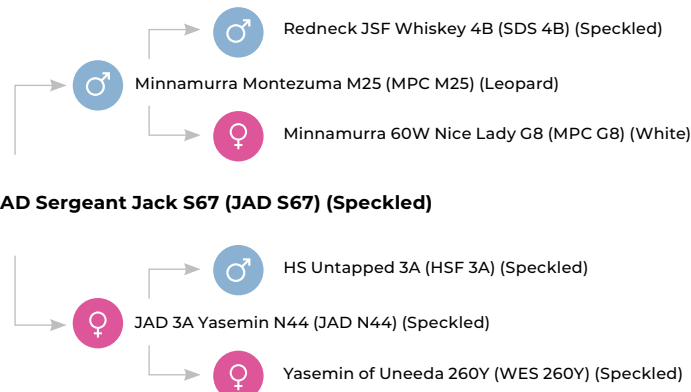 Redneck JSF Whiskey 4B (SDS 4B) (Speckled)
Minnamurra Montezuma M25 (MPC M25) (Leopard)
Minnamurra 60W Nice Lady G8 (MPC G8) (White)
AD Sergeant Jack S67 (JAD S67) (Speckled)
HS Untapped 3A (HSF 3A) (Speckled)
JAD 3A Yasemin N44 (JAD N44) (Speckled)
Yasemin of Uneeda 260Y (WES 260Y) (Speckled)